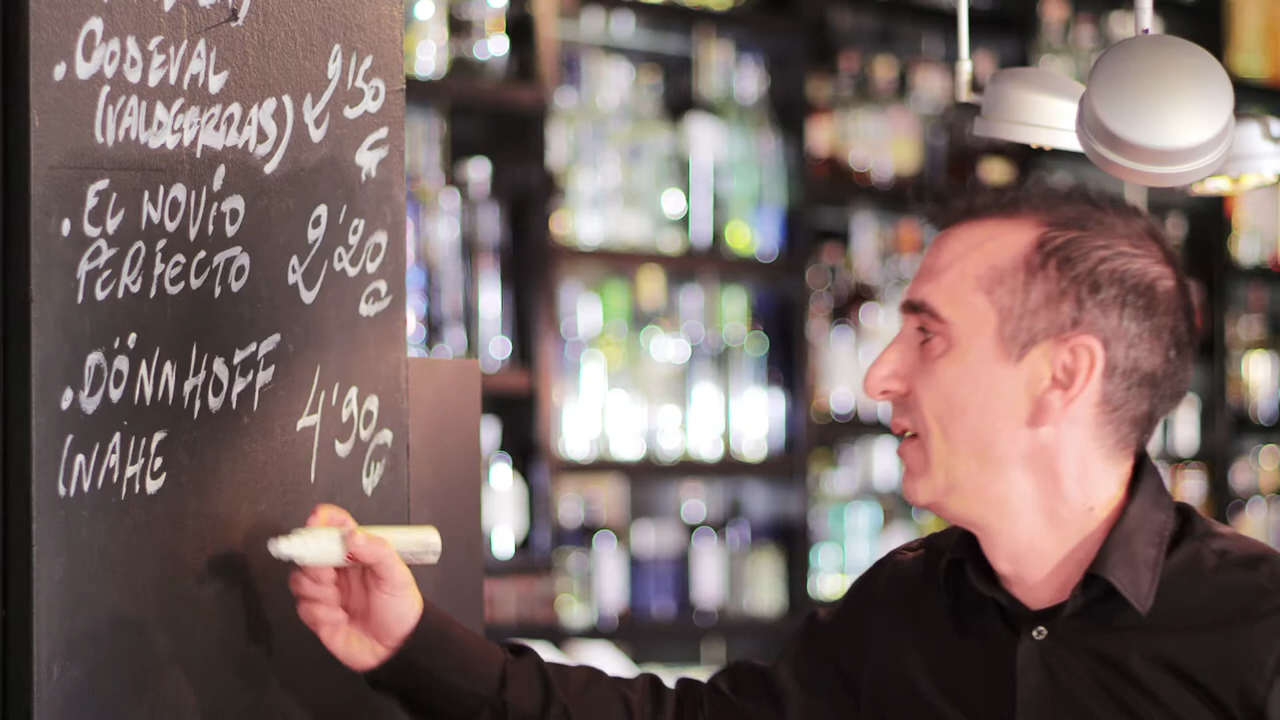 . GODEVAL 2'50
(VALDEORRAS) €
. EL NOVIO 2'20
PERFECTO €
. DÖNNHOFF 4'90
(NAHE €